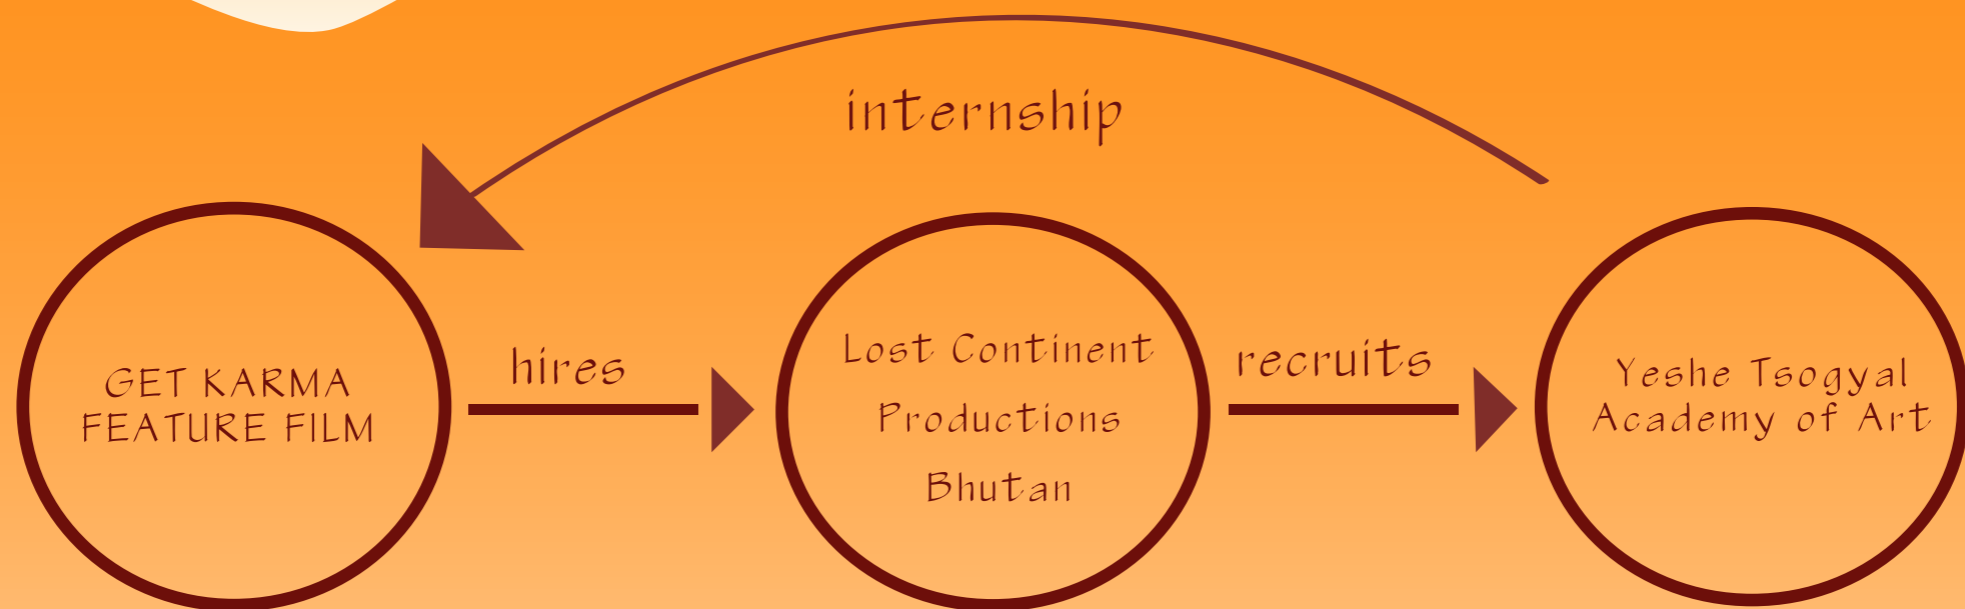 internship
GET KARMA
FEATURE FILM
hires
Lost Continent
Productions
Bhutan
recruits
Yeshe Tsogyal
Academy of Art